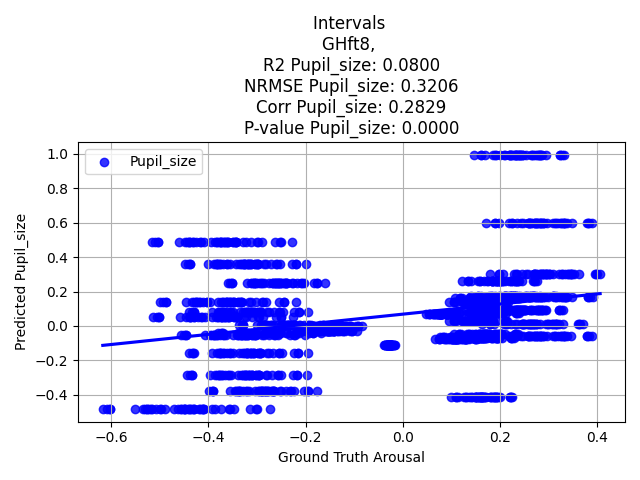 Intervals
GHft8,
R2 Pupil_size: 0.0800
NRMSE Pupil_size: 0.3206
Corr Pupil_size: 0.2829
P-value Pupil_size: 0.0000
Pupil_size
Predicted Pupil_size
1.0
0.8
0.6
0.4
0.2
0.0
−0.2
−0.4
−0.6 −0.4 −0.2 0.0 0.2 0.4
Ground Truth Arousal